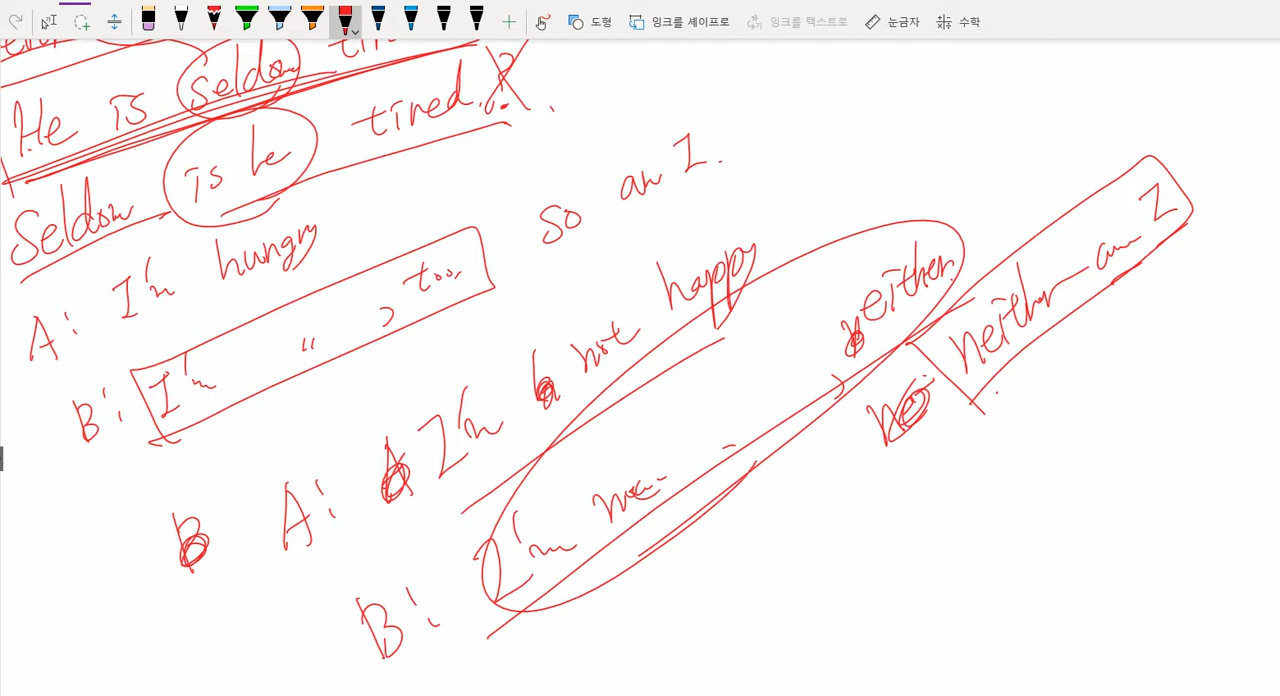 도형
잉크를 셰이프로
잉크를 텍스트로
눈금자
수학
He is seldom tired.
Seldom is he
A: I'm hungry so am I.
B: I'm " , too.
A: I'm not happy
B: I'm not , either.
neither am I